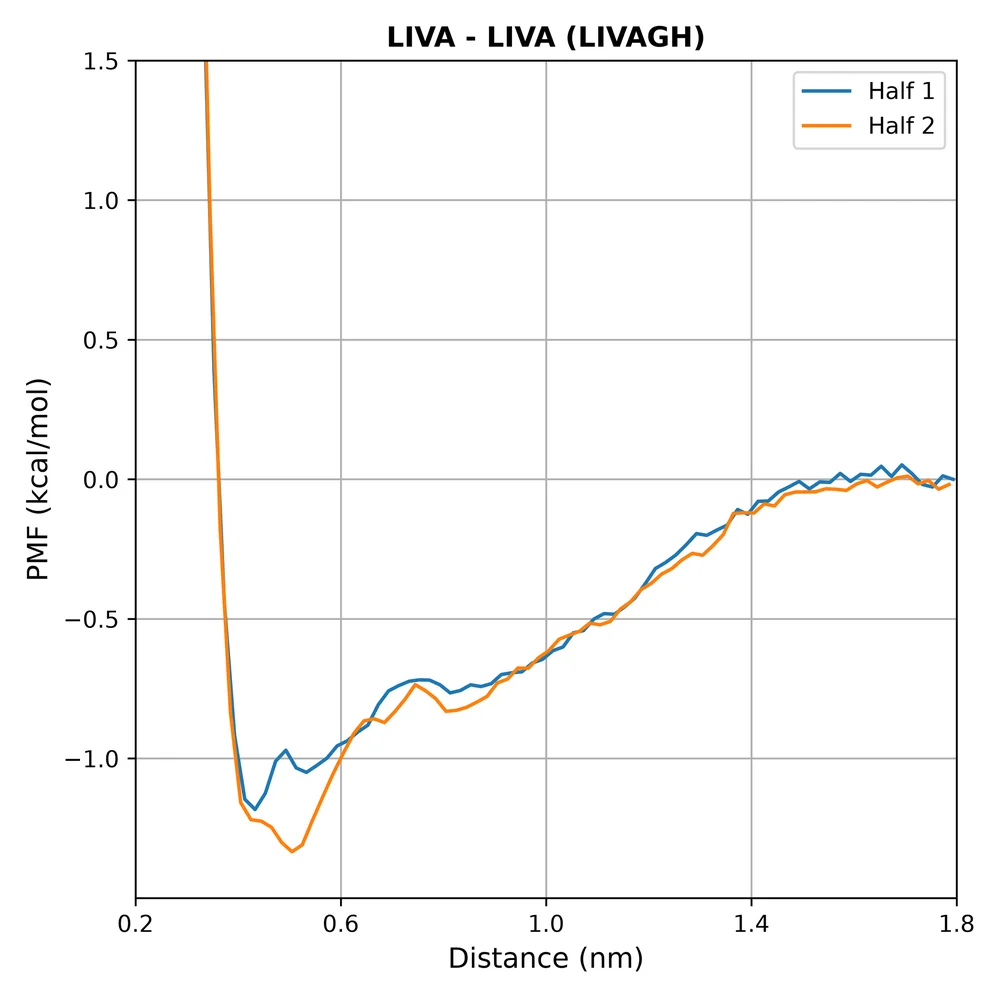 LIVA - LIVA (LIVAGH)
Half 1
Half 2
PMF (kcal/mol)
1.5
1.0
0.5
0.0
−0.5
−1.0
0.2 0.6 1.0 1.4 1.8
Distance (nm)